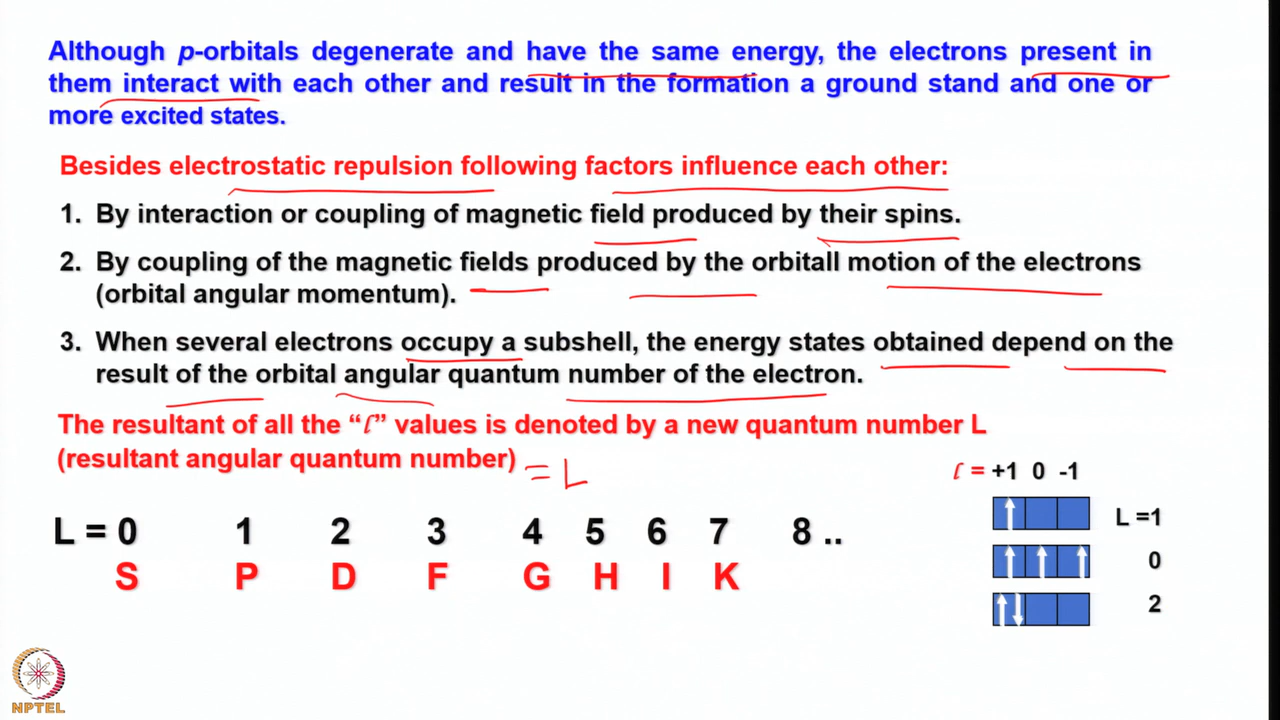 Although p-orbitals degenerate and have the same energy, the electrons present in
them interact with each other and result in the formation a ground stand and one or
more excited states.
Besides electrostatic repulsion following factors influence each other:
1. By interaction or coupling of magnetic field produced by their spins.
2. By coupling of the magnetic fields produced by the orbitall motion of the electrons
(orbital angular momentum).
3. When several electrons occupy a subshell, the energy states obtained depend on the
result of the orbital angular quantum number of the electron.
The resultant of all the “l” values is denoted by a new quantum number L
(resultant angular quantum number) = L
L = 0 1 2 3 4 5 6 7 8 ..
S P D F G H I K
l = +1 0 -1
L =1
0
2
NPTEL